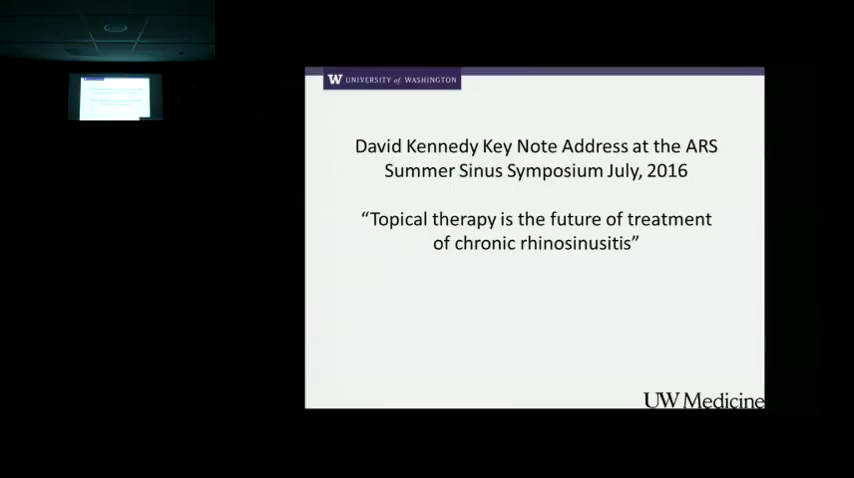 W UNIVERSITY of WASHINGTON
David Kennedy Key Note Address at the ARS
Summer Sinus Symposium July, 2016
“Topical therapy is the future of treatment
of chronic rhinosinusitis”
UW Medicine